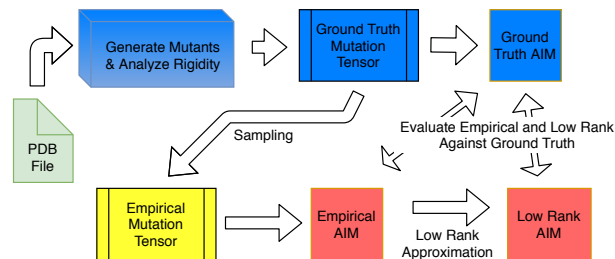 Generate Mutants
& Analyze Rigidity
Ground Truth
Mutation
Tensor
Ground
Truth AIM
PDB
File
Sampling
Evaluate Empirical and Low Rank
Against Ground Truth
Empirical
Mutation
Tensor
Empirical
AIM
Low Rank
Approximation
Low Rank
AIM